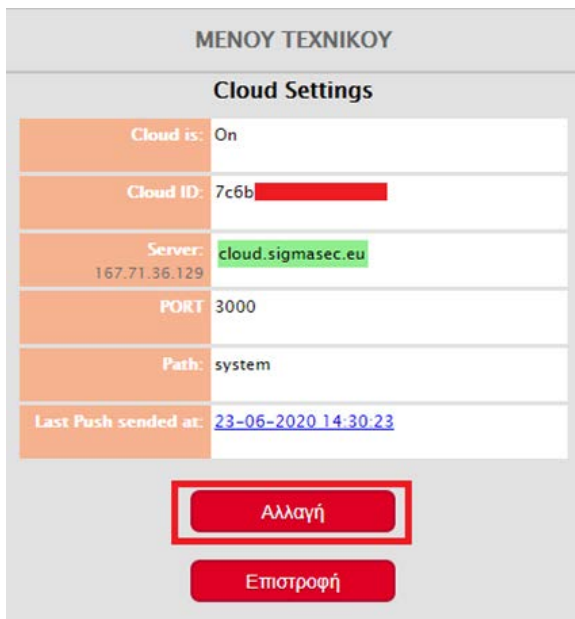 ΜΕΝΟΥ ΤΕΧΝΙΚΟΥ
Cloud Settings
Cloud is: On
Cloud ID: 7c6b
Server: cloud.sigmasec.eu
167.71.36.129
PORT 3000
Path: system
Last Push sended at: 23-06-2020 14:30:23
Αλλαγή
Επιστροφή